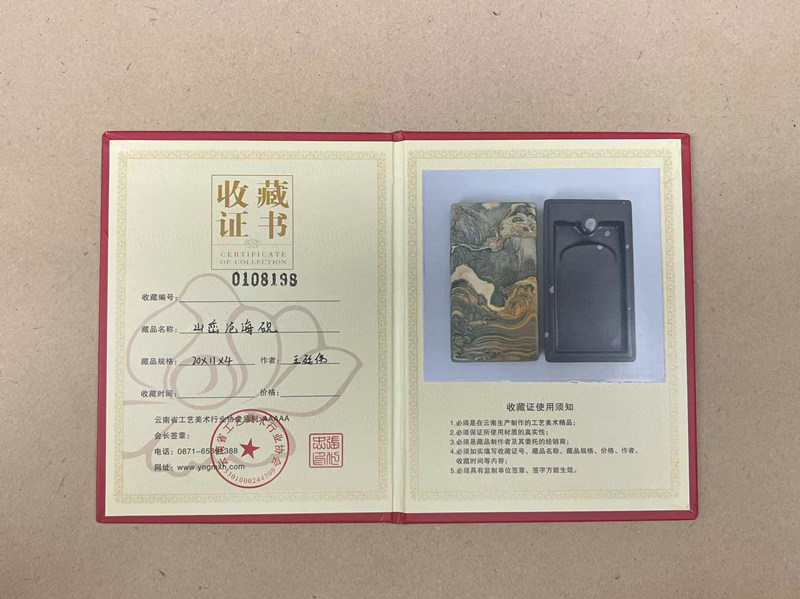 收藏
证书
CERTIFICATE
OF COLLECTION
0108198
收藏编号：
藏品名称：山峦沧海砚
藏品规格：20X11X4 作者：王廷伟
收藏时间： 价格：
云南省工艺美术行业协会监制：AAAAA
会长签章：
电话：0871-65391388
网址：www.yngmxh.com
5301000244309
收藏证使用须知
1.必须是在云南生产制作的工艺美术精品；
2.必须保证所使用材质的真实性；
3.必须是藏品制作者及其委托的经销商；
4.必须如实填写收藏证号、藏品名称、藏品规格、价格、作者、
收藏时间等内容；
5.必须具有监制单位签章、签字方能生效。